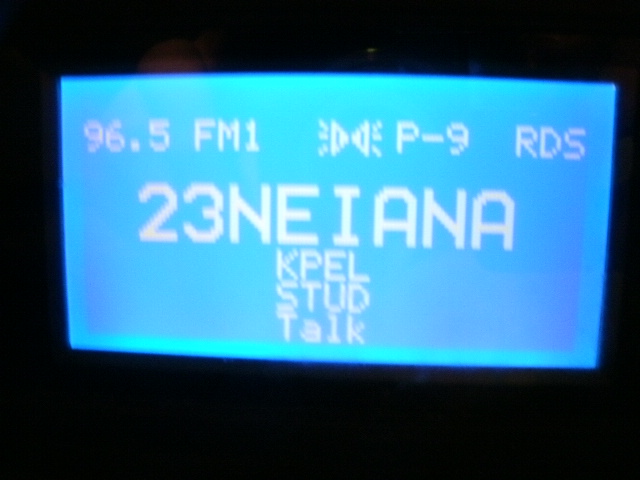 96.5 FM1 P-9 RDS
23NEIANA
KPEL
STUD
Talk